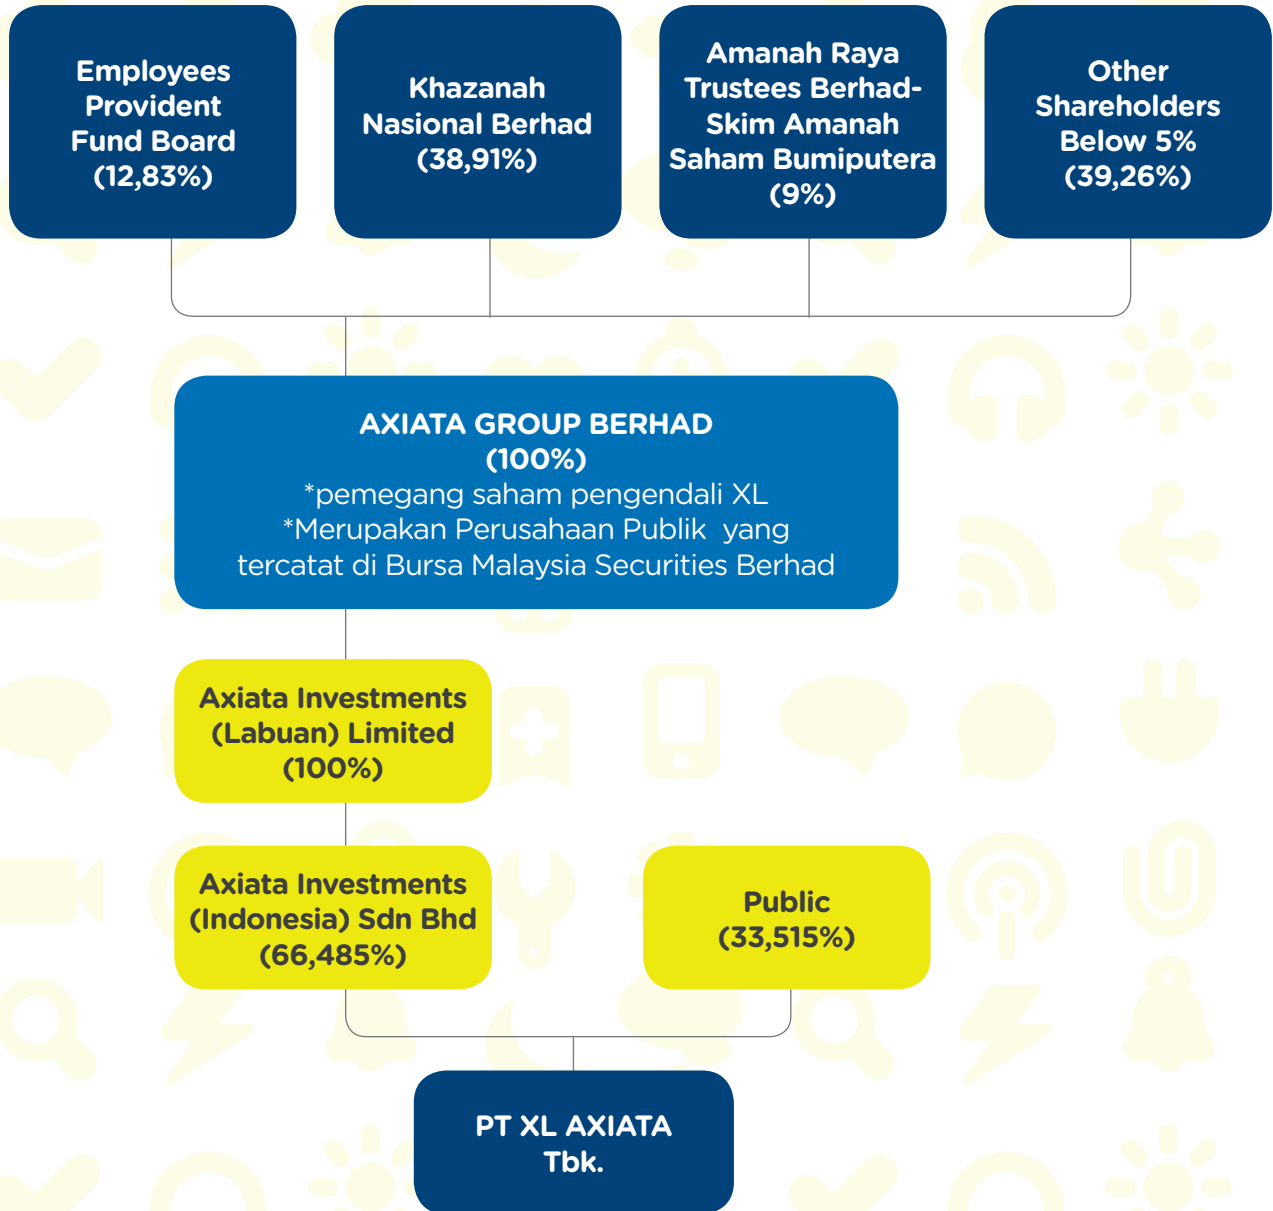 Employees
Provident
Fund Board
(12,83%)
Khazanah
Nasional Berhad
(38,91%)
Amanah Raya
Trustees Berhad-
Skim Amanah
Saham Bumiputera
(9%)
Other
Shareholders
Below 5%
(39,26%)
AXIATA GROUP BERHAD
(100%)
*pemegang saham pengendali XL
*Merupakan Perusahaan Publik yang
tercatat di Bursa Malaysia Securities Berhad
Axiata Investments
(Labuan) Limited
(100%)
Axiata Investments
(Indonesia) Sdn Bhd
(66,485%)
Public
(33,515%)
PT XL AXIATA
Tbk.